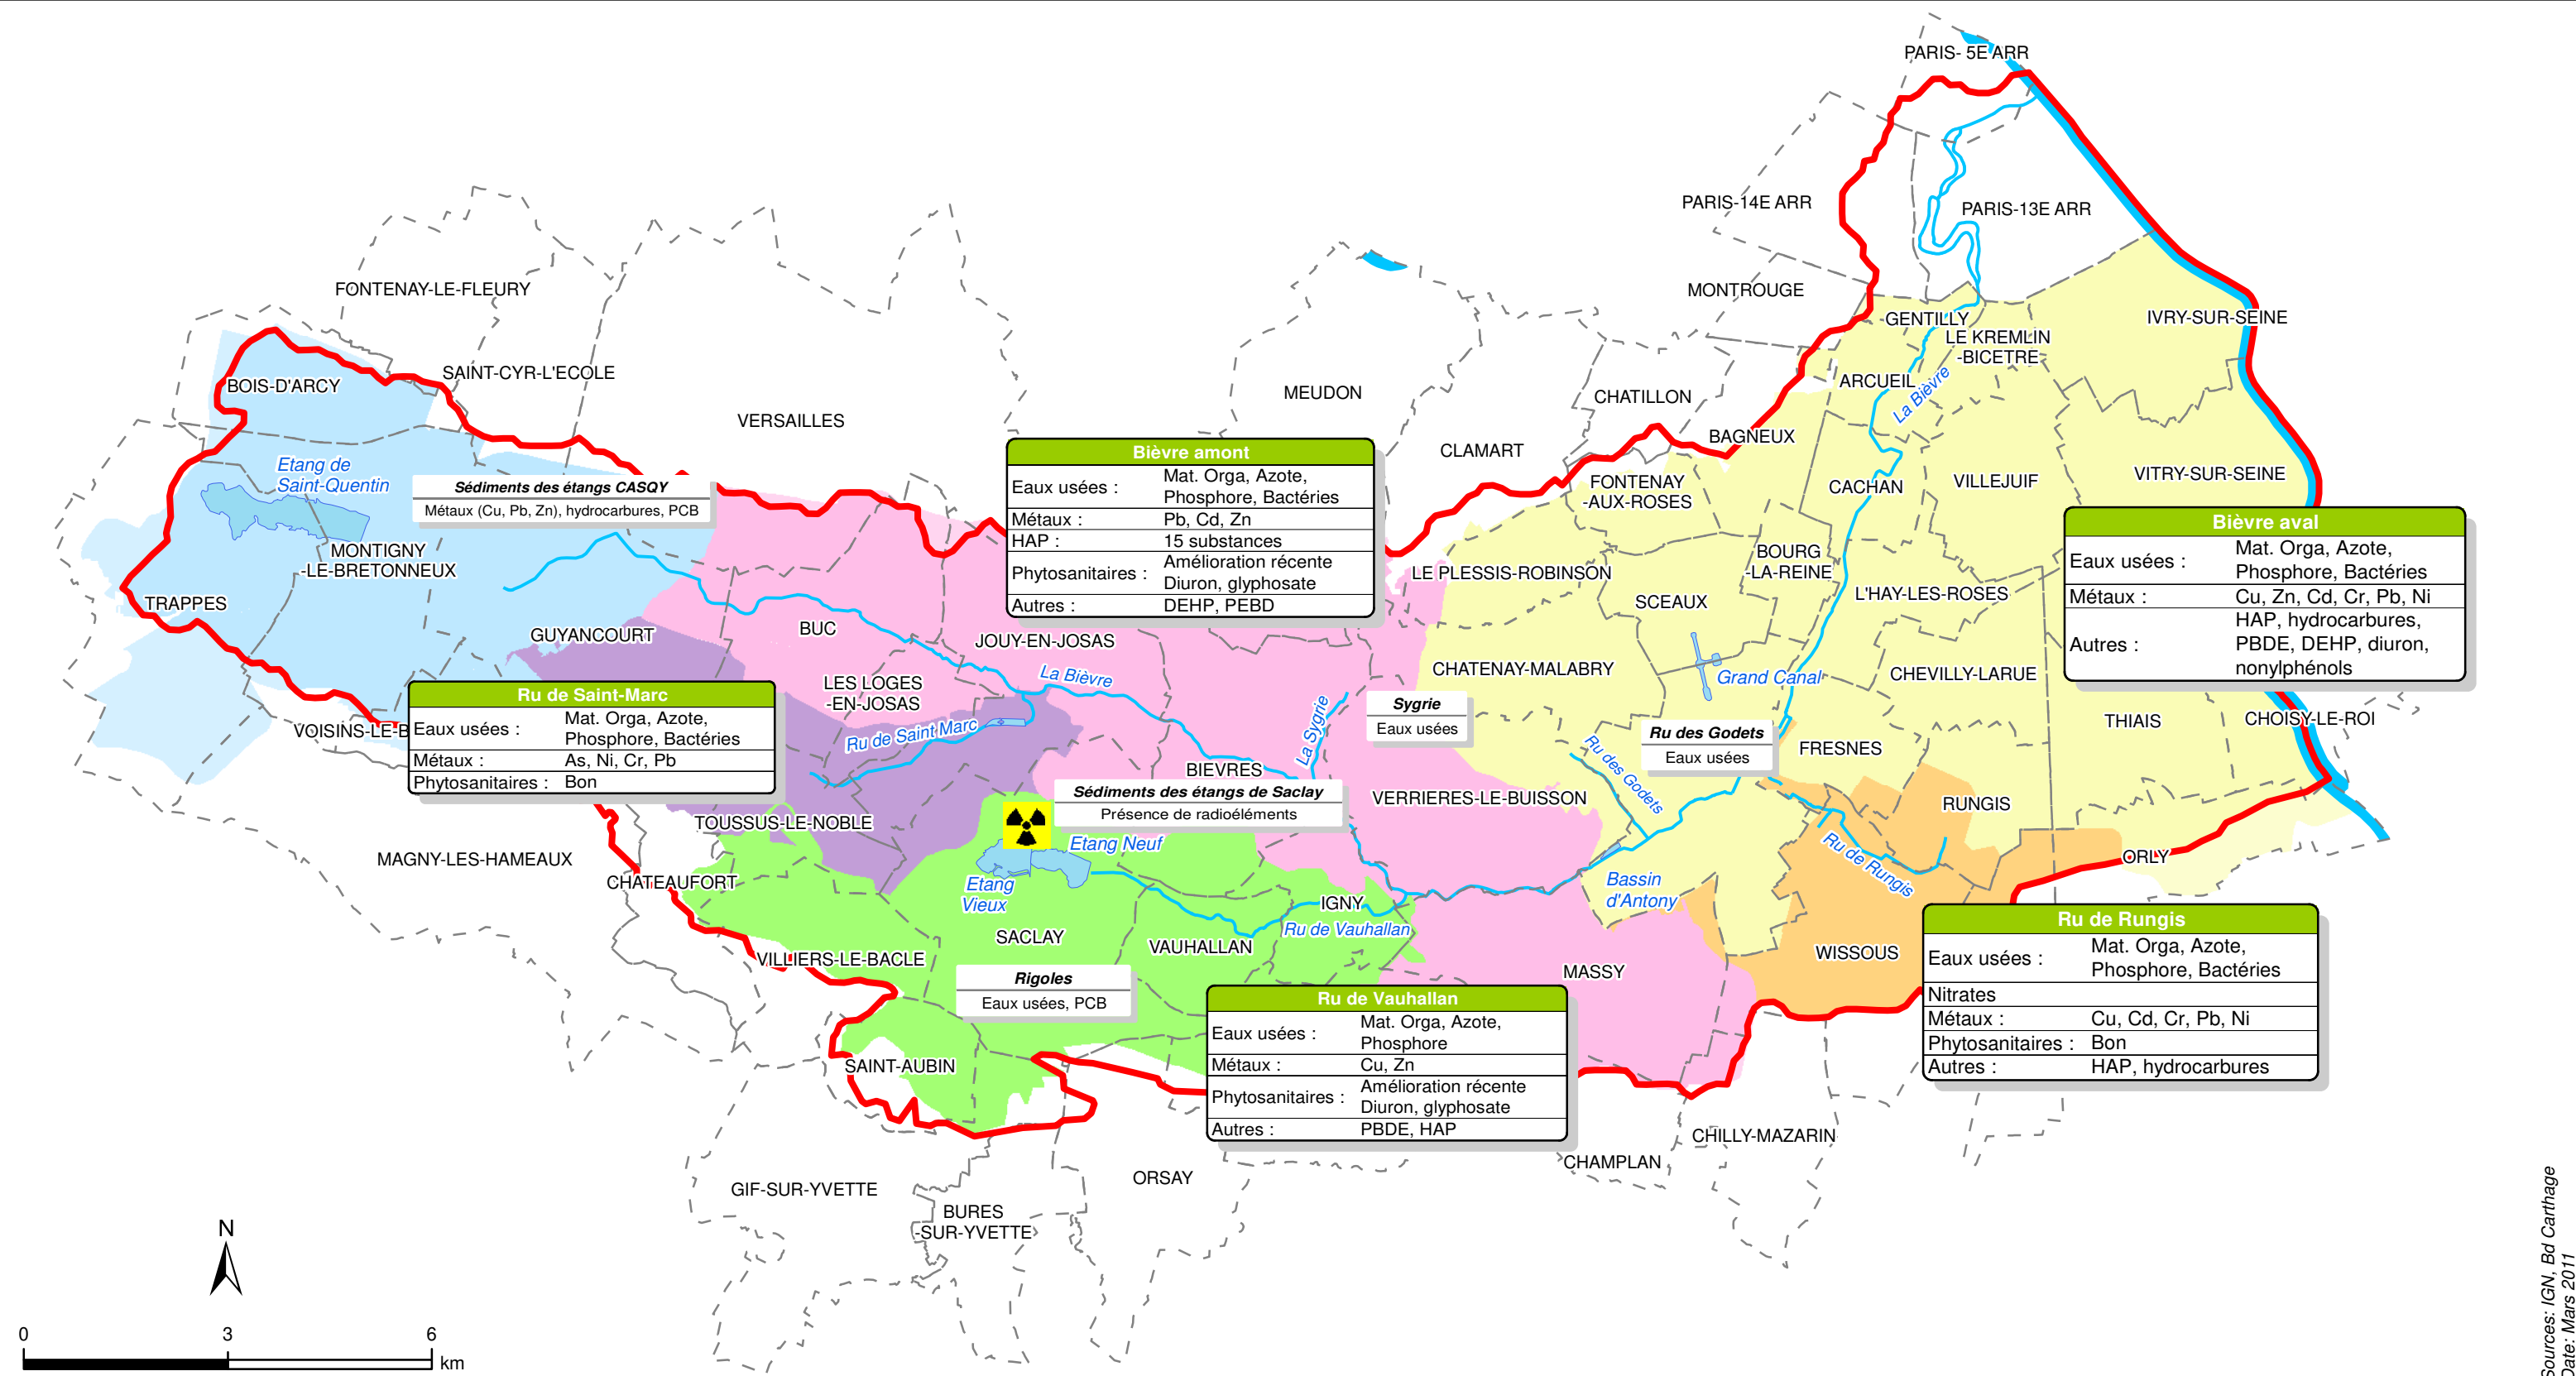 PARIS- 5E ARR
PARIS-14E ARR
PARIS-13E ARR
FONTENAY-LE-FLEURY
MONTROUGE
GENTILLY
IVRY-SUR-SEINE
LE KREMLIN
-BICETRE
SAINT-CYR-L'ECOLE
BOIS-D'ARCY
ARCUEIL
La Bièvre
MEUDON
CHATILLON
VERSAILLES
BAGNEUX
CLAMART
Etang de
Saint-Quentin
Sédiments des étangs CASQY
Métaux (Cu, Pb, Zn), hydrocarbures, PCB
Bièvre amont
Eaux usées : Mat. Orga, Azote,
Phosphore, Bactéries
Métaux : Pb, Cd, Zn
HAP : 15 substances
Phytosanitaires : Amélioration récente
Diuron, glyphosate
Autres : DEHP, PEBD
FONTENAY
-AUX-ROSES
CACHAN
VILLEJUIF
VITRY-SUR-SEINE
Bièvre aval
Eaux usées : Mat. Orga, Azote,
Phosphore, Bactéries
Métaux : Cu, Zn, Cd, Cr, Pb, Ni
Autres : HAP, hydrocarbures,
PBDE, DEHP, diuron,
nonylphénols
MONTIGNY
-LE-BRETONNEUX
TRAPPES
LE PLESSIS-ROBINSON
BOURG
-LA-REINE
SCEAUX
L'HAY-LES-ROSES
GUYANCOURT
BUC
JOUY-EN-JOSAS
CHATENAY-MALABRY
Grand Canal
CHEVILLY-LARUE
LES LOGES
-EN-JOSAS
La Bièvre
Ru de Saint-Marc
Eaux usées : Mat. Orga, Azote,
Phosphore, Bactéries
Métaux : As, Ni, Cr, Pb
Phytosanitaires : Bon
VOISINS-LE-B
Ru de Saint Marc
La Sygrie
Sygrie
Eaux usées
Ru des Godets
Eaux usées
Ru des Godets
FRESNES
THIAIS
CHOISY-LE-ROI
BIEVRES
Sédiments des étangs de Saclay
Présence de radioéléments
VERRIERES-LE-BUISSON
RUNGIS
TOUSSUS-LE-NOBLE
Etang Neuf
Ru de Rungis
ORLY
MAGNY-LES-HAMEAUX
CHATEAUFORT
Etang
Vieux
Bassin
d'Antony
IGNY
Ru de Vauhallan
SACLAY
VAUHALLAN
VILLIERS-LE-BACLE
WISSOUS
MASSY
Rigoles
Eaux usées, PCB
Ru de Rungis
Eaux usées : Mat. Orga, Azote,
Phosphore, Bactéries
Nitrates
Métaux : Cu, Cd, Cr, Pb, Ni
Phytosanitaires : Bon
Autres : HAP, hydrocarbures
Ru de Vauhallan
Eaux usées : Mat. Orga, Azote,
Phosphore
Métaux : Cu, Zn
Phytosanitaires : Amélioration récente
Diuron, glyphosate
Autres : PBDE, HAP
SAINT-AUBIN
CHILLY-MAZARIN
CHAMPLAN
ORSAY
GIF-SUR-YVETTE
BURES
-SUR-YVETTE
N
0 3 6
km
Sources: IGN, Bd Carthage
Date: Mars 2011